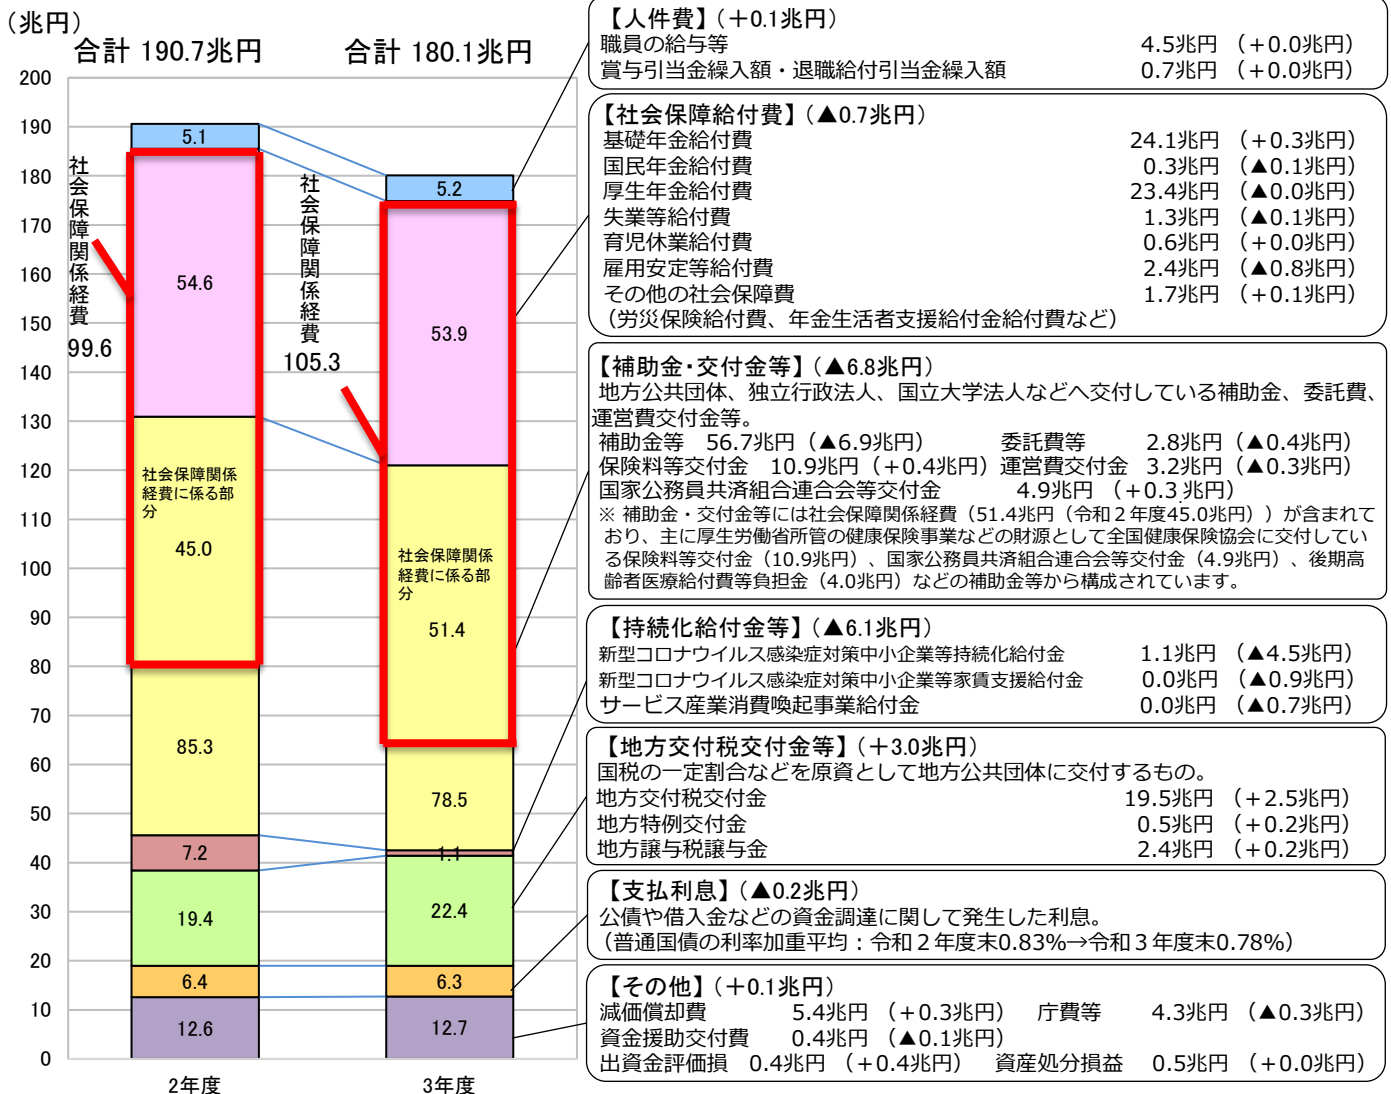 （兆円）
合計 190.7兆円
合計 180.1兆円
200
190
180
170
160
150
140
130
120
110
100
90
80
70
60
50
40
30
20
10
0
社会保障関係経費
99.6
5.1
54.6
社会保障関係
経費に係る部
分
45.0
85.3
7.2
19.4
6.4
12.6
2年度
社会保障関係経費
105.3
5.2
53.9
社会保障関係
経費に係る部
分
51.4
78.5
1.1
22.4
6.3
12.7
3年度
【人件費】（＋0.1兆円）
職員の給与等 4.5兆円 （＋0.0兆円）
賞与引当金繰入額・退職給付引当金繰入額 0.7兆円 （＋0.0兆円）
【社会保障給付費】（▲0.7兆円）
基礎年金給付費 24.1兆円 （＋0.3兆円）
国民年金給付費 0.3兆円 （▲0.1兆円）
厚生年金給付費 23.4兆円 （▲0.0兆円）
失業等給付費 1.3兆円 （▲0.1兆円）
育児休業給付費 0.6兆円 （＋0.0兆円）
雇用安定等給付費 2.4兆円 （▲0.8兆円）
その他の社会保障費 1.7兆円 （＋0.1兆円）
（労災保険給付費、年金生活者支援給付金給付費など）
【補助金・交付金等】（▲6.8兆円）
地方公共団体、独立行政法人、国立大学法人などへ交付している補助金、委託費、
運営費交付金等。
補助金等 56.7兆円（▲6.9兆円） 委託費等 2.8兆円（▲0.4兆円）
保険料等交付金 10.9兆円（＋0.4兆円）運営費交付金 3.2兆円（▲0.3兆円）
国家公務員共済組合連合会等交付金 4.9兆円 （＋0.3兆円）
※ 補助金・交付金等には社会保障関係経費（51.4兆円（令和２年度45.0兆円））が含まれて
おり、主に厚生労働省所管の健康保険事業などの財源として全国健康保険協会に交付してい
る保険料等交付金（10.9兆円）、国家公務員共済組合連合会等交付金（4.9兆円）、後期高
齢者医療給付費等負担金（4.0兆円）などの補助金等から構成されています。
【持続化給付金等】（▲6.1兆円）
新型コロナウイルス感染症対策中小企業等持続化給付金 1.1兆円 （▲4.5兆円）
新型コロナウイルス感染症対策中小企業等家賃支援給付金 0.0兆円 （▲0.9兆円）
サービス産業消費喚起事業給付金 0.0兆円 （▲0.7兆円）
【地方交付税交付金等】（＋3.0兆円）
国税の一定割合などを原資として地方公共団体に交付するもの。
地方交付税交付金 19.5兆円 （＋2.5兆円）
地方特例交付金 0.5兆円 （＋0.2兆円）
地方譲与税譲与金 2.4兆円 （＋0.2兆円）
【支払利息】（▲0.2兆円）
公債や借入金などの資金調達に関して発生した利息。
（普通国債の利率加重平均：令和２年度末0.83%→令和３年度末0.78%）
【その他】（＋0.1兆円）
減価償却費 5.4兆円 （＋0.3兆円） 庁費等 4.3兆円 （▲0.3兆円）
資金援助交付費 0.4兆円 （▲0.1兆円）
出資金評価損 0.4兆円 （＋0.4兆円） 資産処分損益 0.5兆円 （＋0.0兆円）